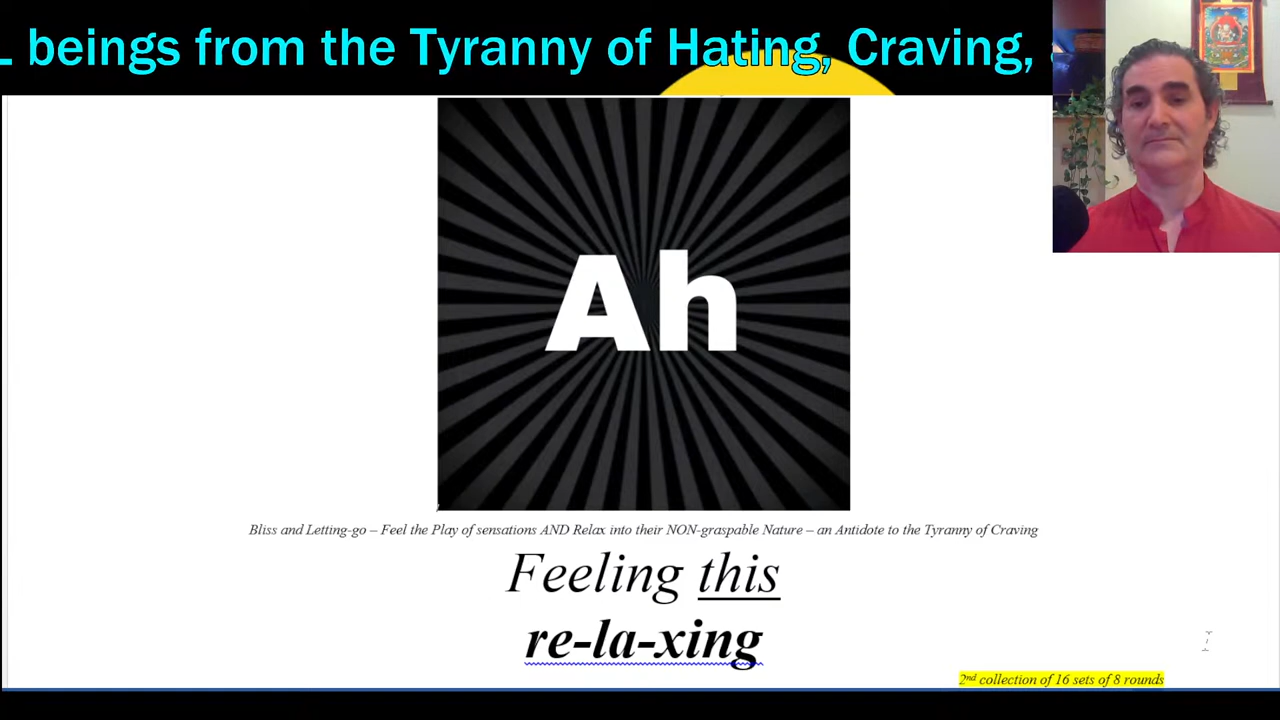 beings from the Tyranny of Hating, Craving,
Ah
Bliss and Letting-go – Feel the Play of sensations AND Relax into their NON-graspable Nature – an Antidote to the Tyranny of Craving
Feeling this
re-la-xing
2nd collection of 16 sets of 8 rounds